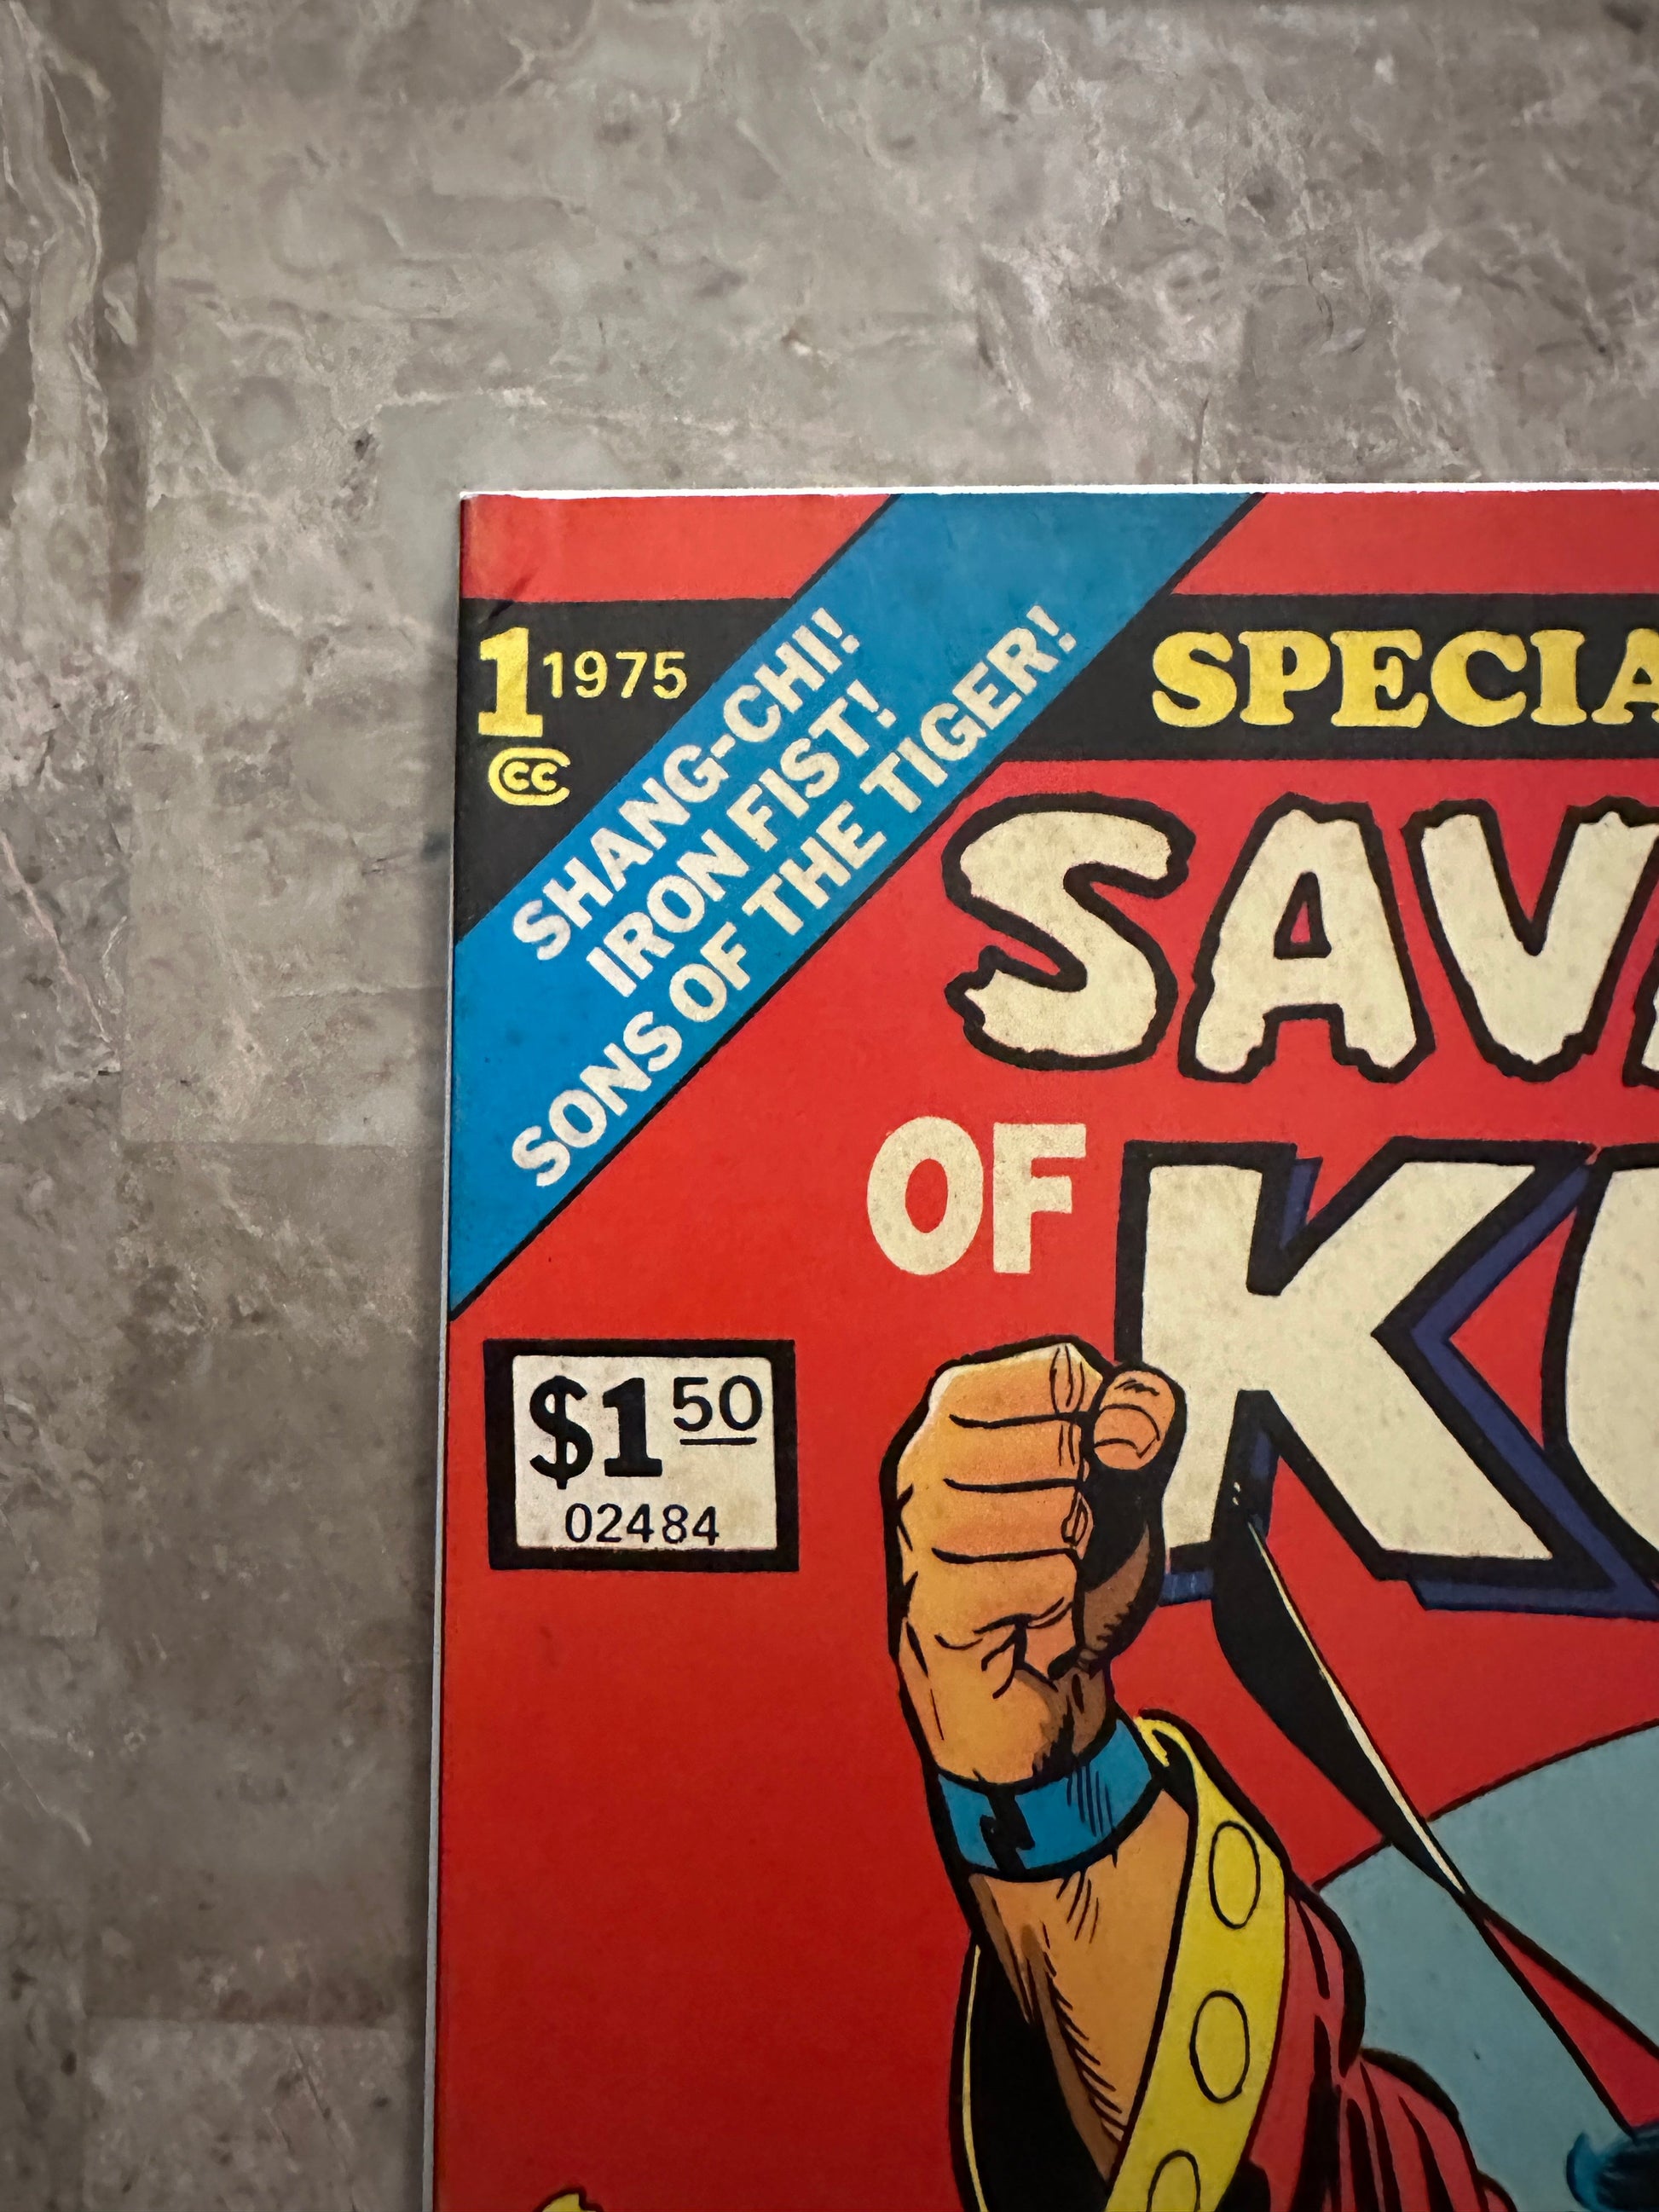 1 1975
CC
SHANG-CHI!
IRON FIST!
SONS OF THE TIGER!
SPECIA
SAV
OF K
$1 50
02484